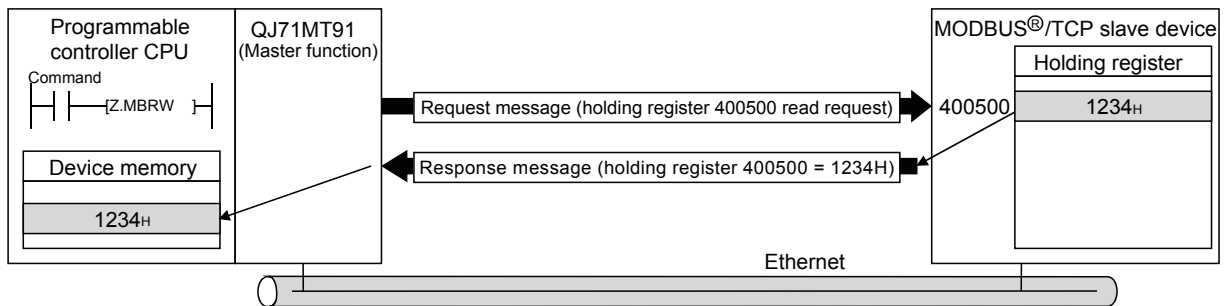 Programmable
controller CPU
Command
[Z.MBRW ]
Device memory
1234H
QJ71MT91
(Master function)
Request message (holding register 400500 read request)
Response message (holding register 400500 = 1234H)
MODBUS®/TCP slave device
Holding register
400500 1234H
Ethernet